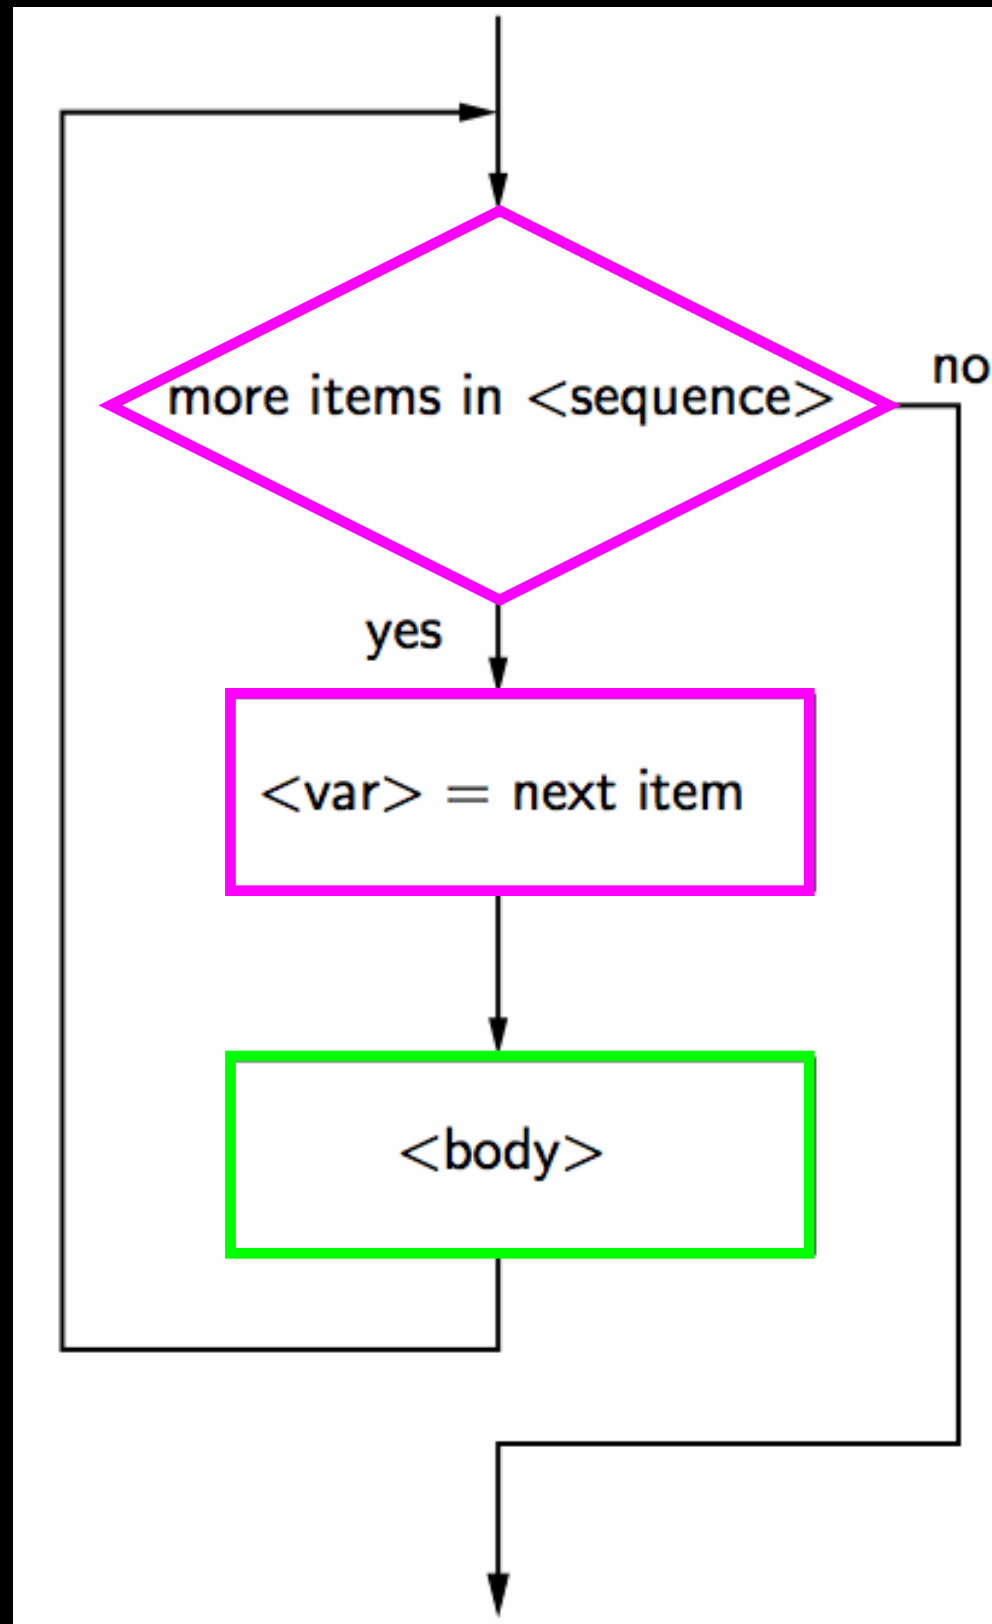 more items in <sequence>
no
yes
<var> = next item
<body>